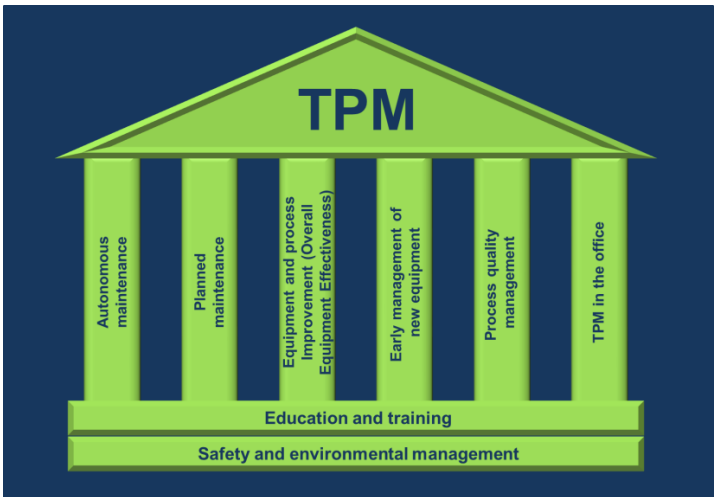 TPM
Autonomous
maintenance
Planned
maintenance
Equipment and process
Improvement (Overall
Equipment Effectiveness)
Early management of
new equipment
Process quality
management
TPM in the office
Education and training
Safety and environmental management